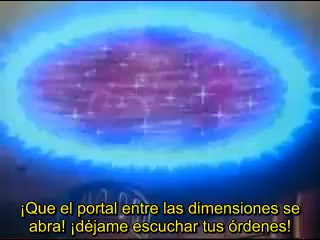 ¡Que el portal entre las dimensiones se
abra! ¡déjame escuchar tus órdenes!